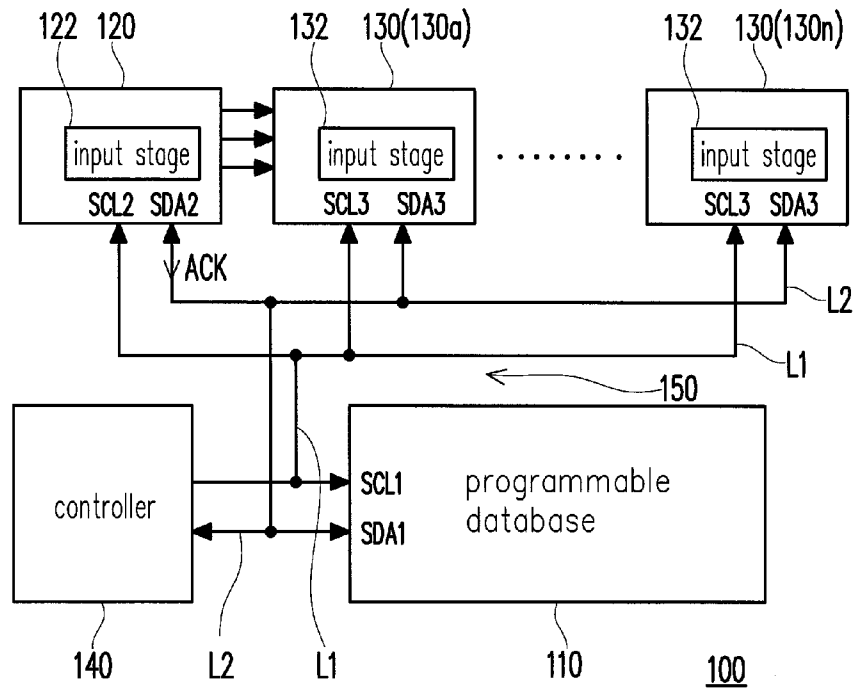 122 120 132 130(130a) 132 130(130n)
input stage input stage input stage
SCL2 SDA2 SCL3 SDA3 SCL3 SDA3
ACK
L2
L1
150
controller
SCL1
SDA1
programmable
database
140 L2 L1 110 100